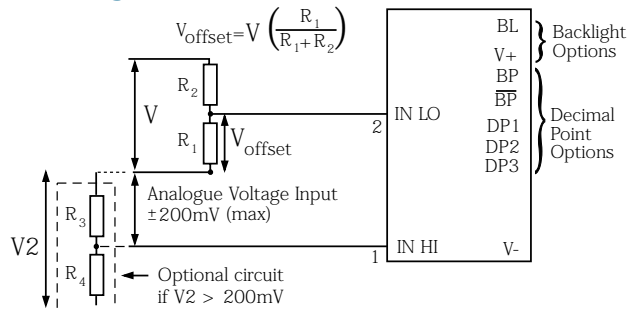 Voffset=V (R1/R1+R2)
BL
V+
Backlight
Options
BP
BP
DP1
DP2
DP3
Decimal
Point
Options
R2
V
R1
Voffset
2
IN LO
Analogue Voltage Input
±200mV (max)
R3
V2
R4
1
IN HI
V-
Optional circuit
if V2 > 200mV